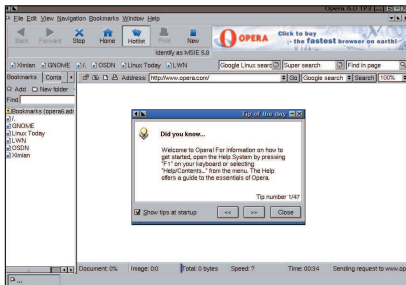 Opera 6.0 TP2
File Edit View Navigation Bookmarks Window Help
Back Forward Stop Home Hotlist Print New
OPERA Click to buy
- the fastest browser on earth!
Identify as MSIE 5.0
Ximian GNOME /. OSDN Linux Today LWN Google Linux search Super search Find in page
Bookmarks Conta Address: http://www.opera.com/ Go Google search Search 100%
Add New folder
Find
Bookmarks (opera6.adr
/.
GNOME
Linux Today
LWN
OSDN
Ximian
Tip of the day
Did you know...
Welcome to Opera! For information on how to
get started, open the Help System by pressing
"F1" on your keyboard or selecting
"Help/Contents..." from the menu. The Help
offers a guide to the essentials of Opera.
Tip number 1/47
Show tips at startup << >> Close
Document: 0% Image: 0:0 Total: 0 bytes Speed: ? Time: 00:34 Sending request to www.op
...